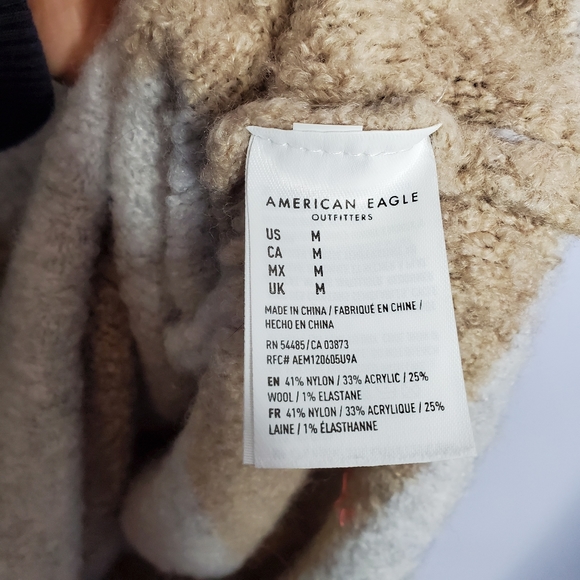 AMERICAN EAGLE
OUTFITTERS
US M
CA M
MX M
UK M
MADE IN CHINA / FABRIQUÉ EN CHINE /
HECHO EN CHINA
RN 54485 / CA 03873
RFC# AEM120605U9A
EN 41% NYLON / 33% ACRYLIC / 25%
WOOL / 1% ELASTANE
FR 41% NYLON / 33% ACRYLIQUE / 25%
LAINE / 1% ÉLASTHANNE